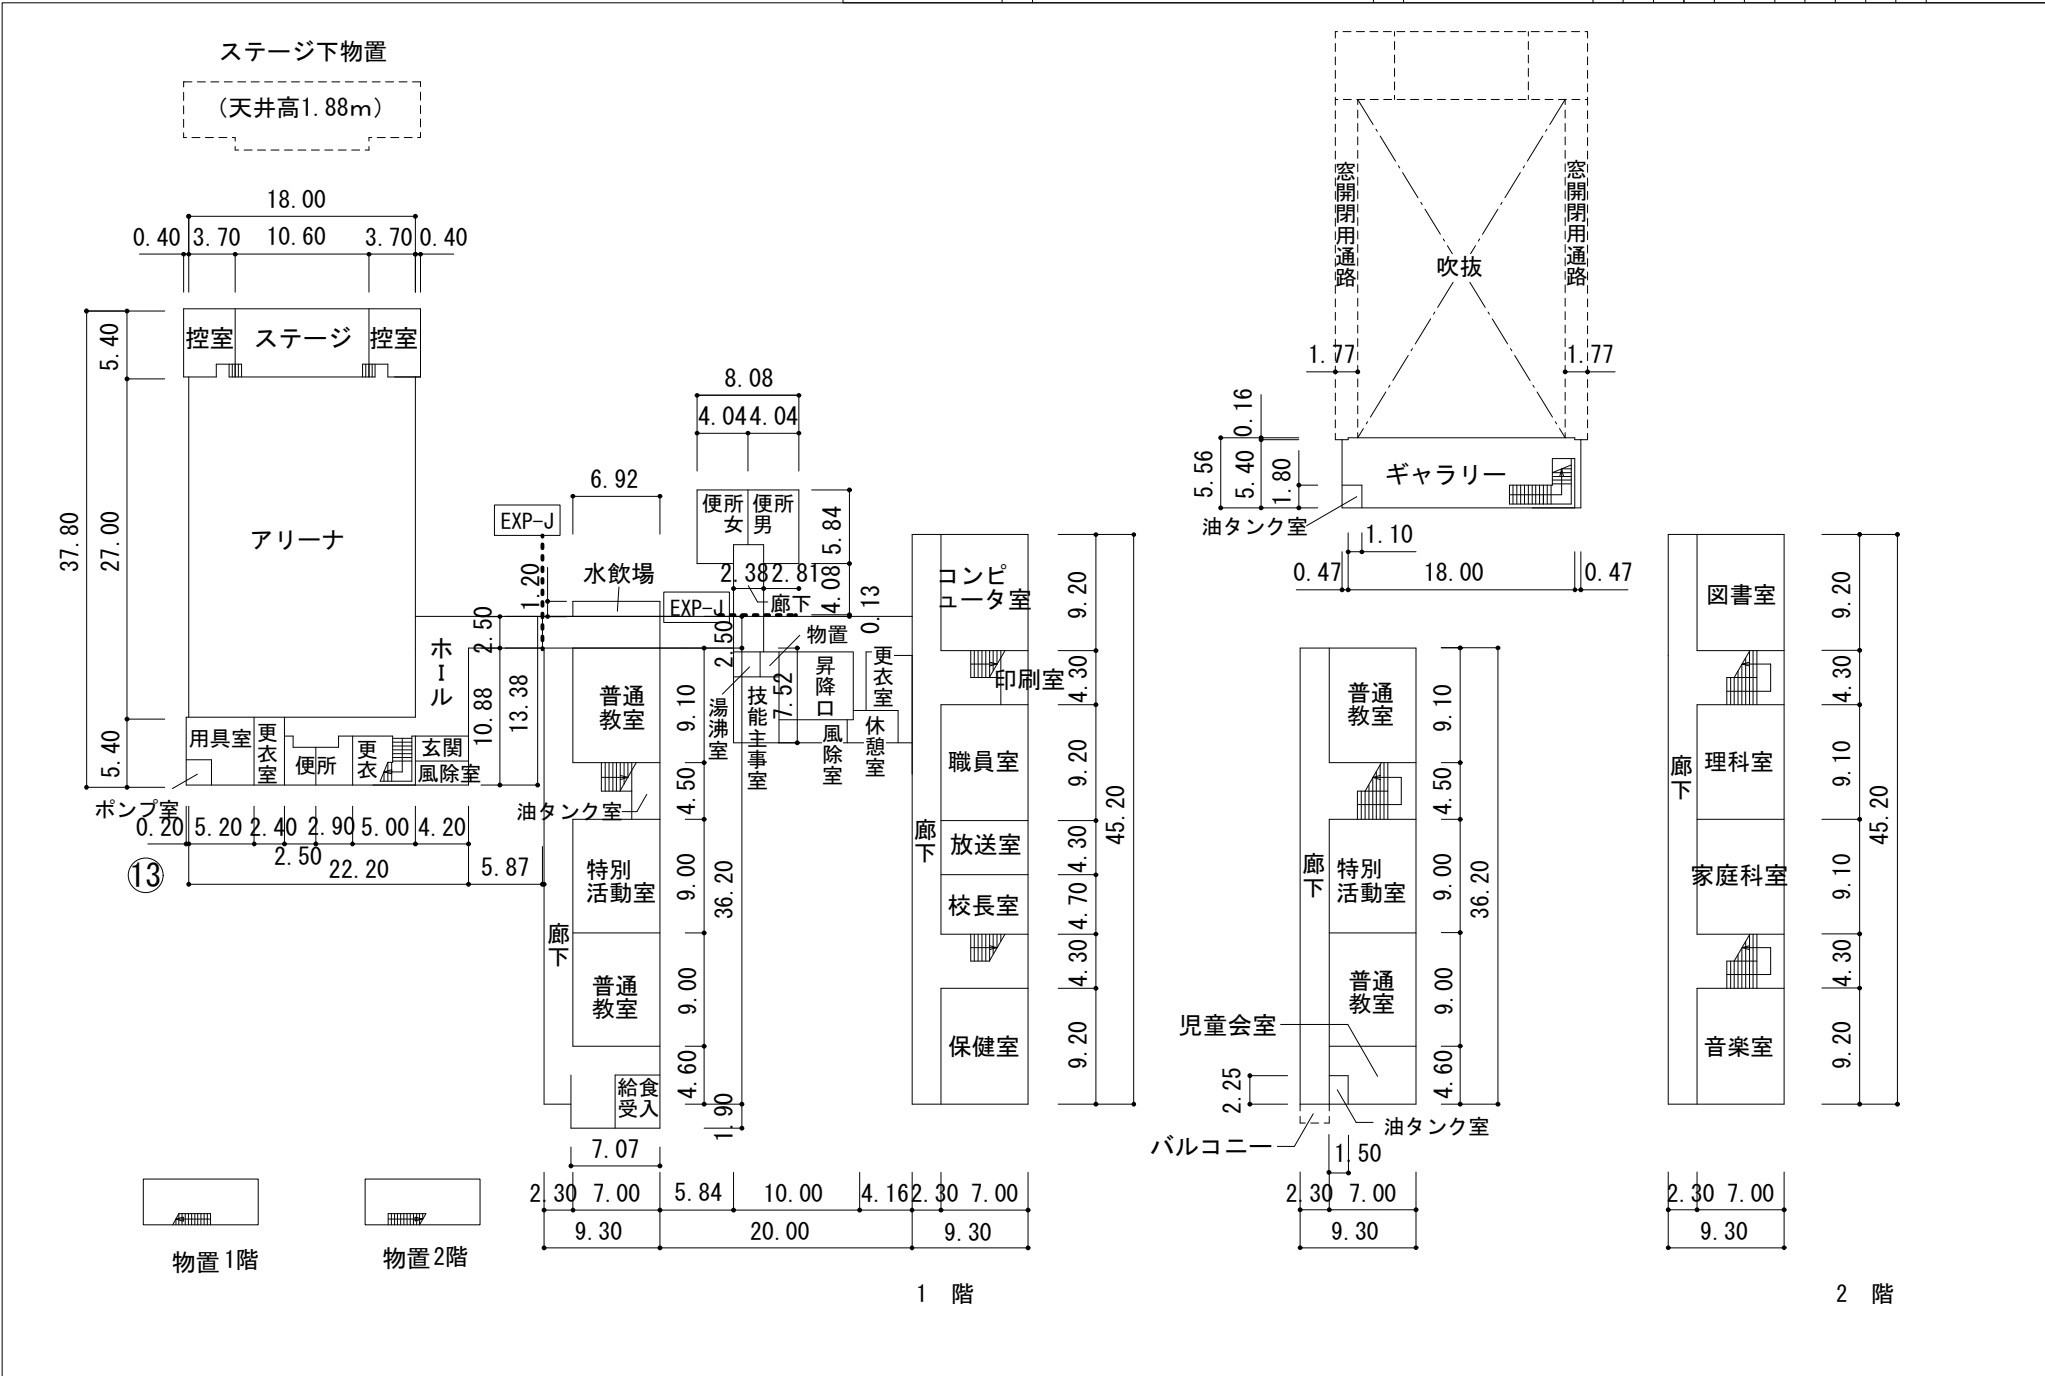 ステージ下物置
(天井高1.88m)
18.00
0.40 3.70 10.60 3.70 0.40
控室 ステージ 控室
5.40
37.80
27.00
アリーナ
5.40
ホール
用具室
更衣室
便所
更衣
玄関
風除室
ポンプ室
0.20 5.20 2.40 2.90 5.00 4.20
2.50
22.20
5.87
⑬
2.50
10.88
13.38
1.20
EXP-J
6.92
水飲場
EXP-J
8.08
4.04 4.04
便所女
便所男
5.84
4.08
2.38 2.81
廊下
0.13
2.50
物置
7.52
湯沸室
技能主事室
昇降口
風除室
更衣室
休憩室
普通教室
9.10
油タンク室
4.50
特別活動室
9.00
36.20
廊下
普通教室
9.00
給食受入
4.60
1.90
7.07
2.30 7.00 5.84 10.00 4.16 2.30 7.00
9.30 20.00 9.30
コンピュータ室
9.20
印刷室
4.30
職員室
9.20
45.20
廊下
放送室
4.30
校長室
4.70
4.30
保健室
9.20
物置1階
物置2階
1 階
窓開閉用通路
窓開閉用通路
吹抜
1.77 1.77
0.16
5.56
5.40
1.80
ギャラリー
油タンク室
1.10
0.47 18.00 0.47
普通教室
9.10
4.50
廊下
特別活動室
9.00
36.20
普通教室
9.00
児童会室
4.60
2.25
油タンク室
バルコニー
1.50
2.30 7.00
9.30
図書室
9.20
4.30
廊下
理科室
9.10
45.20
家庭科室
9.10
4.30
音楽室
9.20
2.30 7.00
9.30
2 階